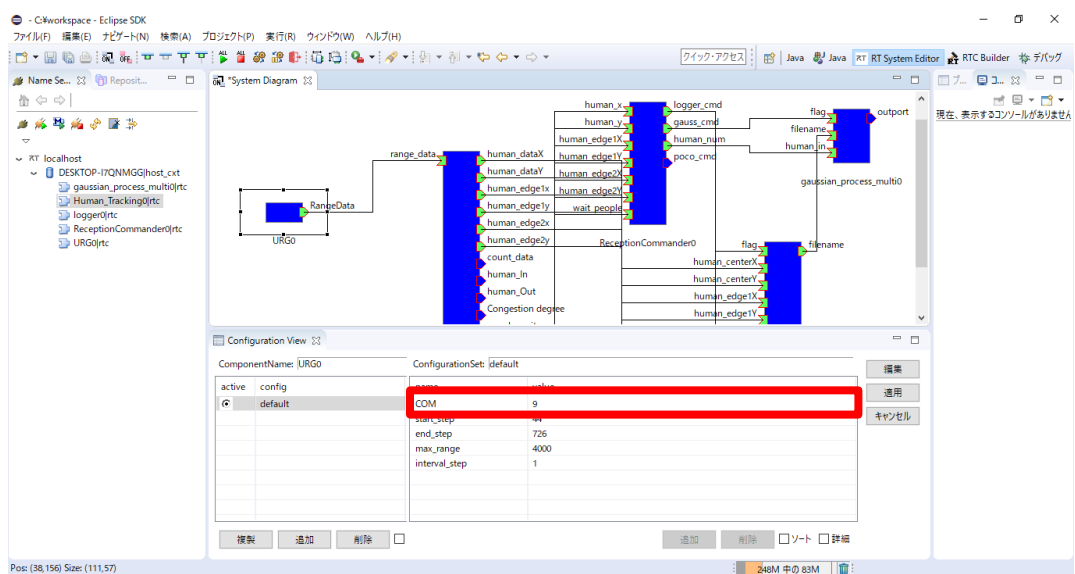 - C:¥workspace - Eclipse SDK
ファイル(F) 編集(E) ナビゲート(N) 検索(A) プロジェクト(P) 実行(R) ウィンドウ(W) ヘルプ(H)
クイック・アクセス
Java
Java
RT System Editor
RTC Builder
デバッグ
Name Se...
Reposit...
*System Diagram
現在、表示するコンソールがありません
localhost
DESKTOP-I7QNMGG|host_cxt
gaussian_process_multi0|rtc
Human_Tracking0|rtc
logger0|rtc
ReceptionCommander0|rtc
URG0|rtc
RangeData
URG0
range_data
human_dataX
human_dataY
human_edge1x
human_edge1y
human_edge2x
human_edge2y
count_data
human_In
human_Out
Congestion degree
human_x
human_y
human_edge1X
human_edge1Y
human_edge2X
human_edge2Y
wait people
logger_cmd
gauss_cmd
human_num
poco_cmd
ReceptionCommander0
flag
filename
human_in
outport
gaussian_process_multi0
flag
human_centerX
human_centerY
human_edge1X
human_edge1Y
filename
Configuration View
ComponentName: URG0
ConfigurationSet: default
編集
適用
キャンセル
active config
default
name value
COM 9
start_step 44
end_step 726
max_range 4000
interval_step 1
複製 追加 削除
追加 削除 ソート 詳細
Pos: (38,156) Size: (111,57)
248M 中の 83M